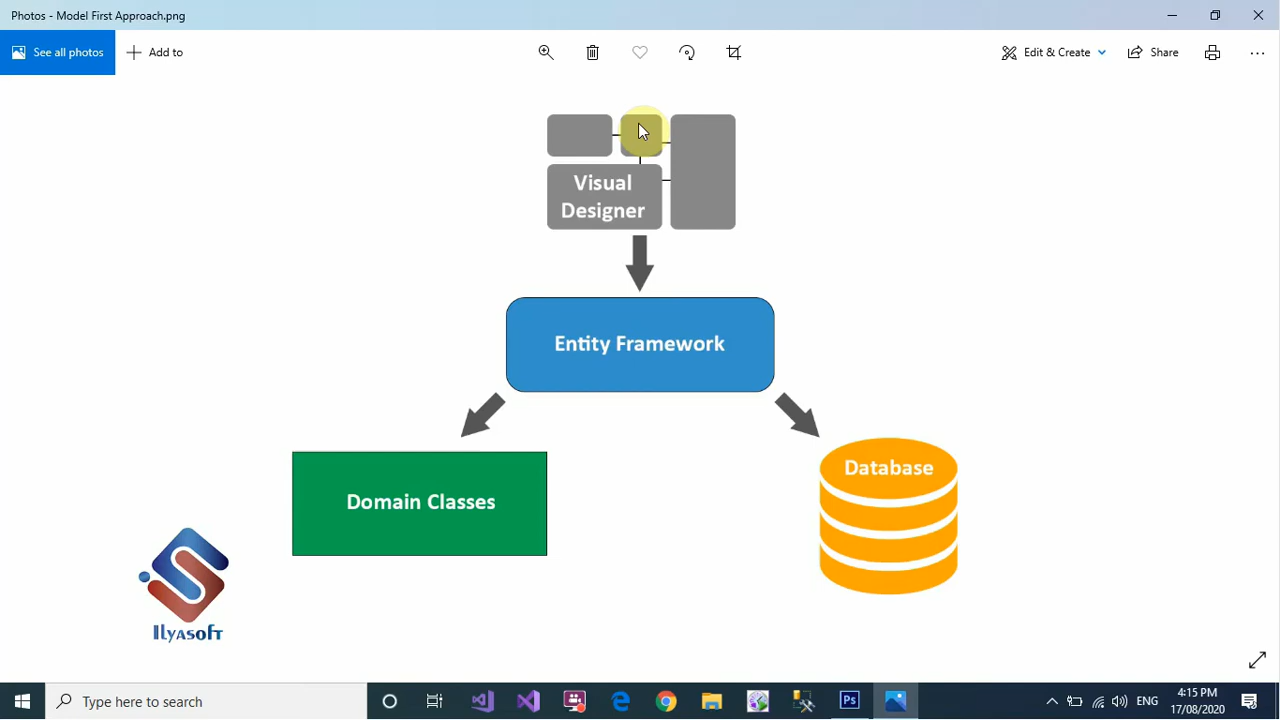 Photos - Model First Approach.png
See all photos
Add to
Edit & Create
Share
Visual
Designer
Entity Framework
Domain Classes
Database
Ilyasoft
Type here to search
Ps
ENG
4:15 PM
17/08/2020